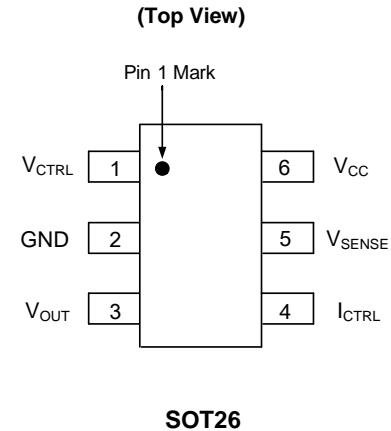 (Top View)
Pin 1 Mark
VCTRL 1 6 VCC
GND 2 5 VSENSE
VOUT 3 4 ICTRL
SOT26